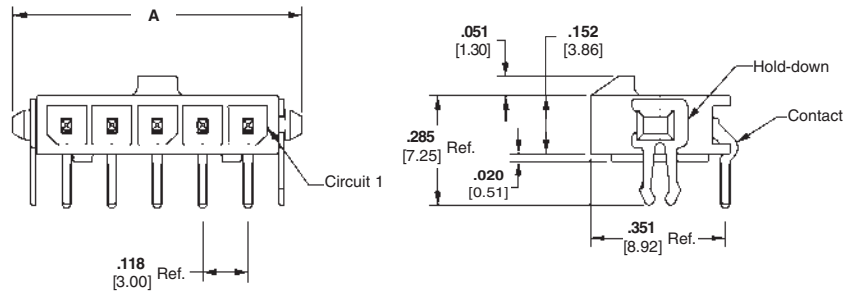 A
Circuit 1
.118
[3.00] Ref.
.051
[1.30]
.152
[3.86]
Hold-down
Contact
.285
[7.25] Ref.
.020
[0.51]
.351
[8.92] Ref.